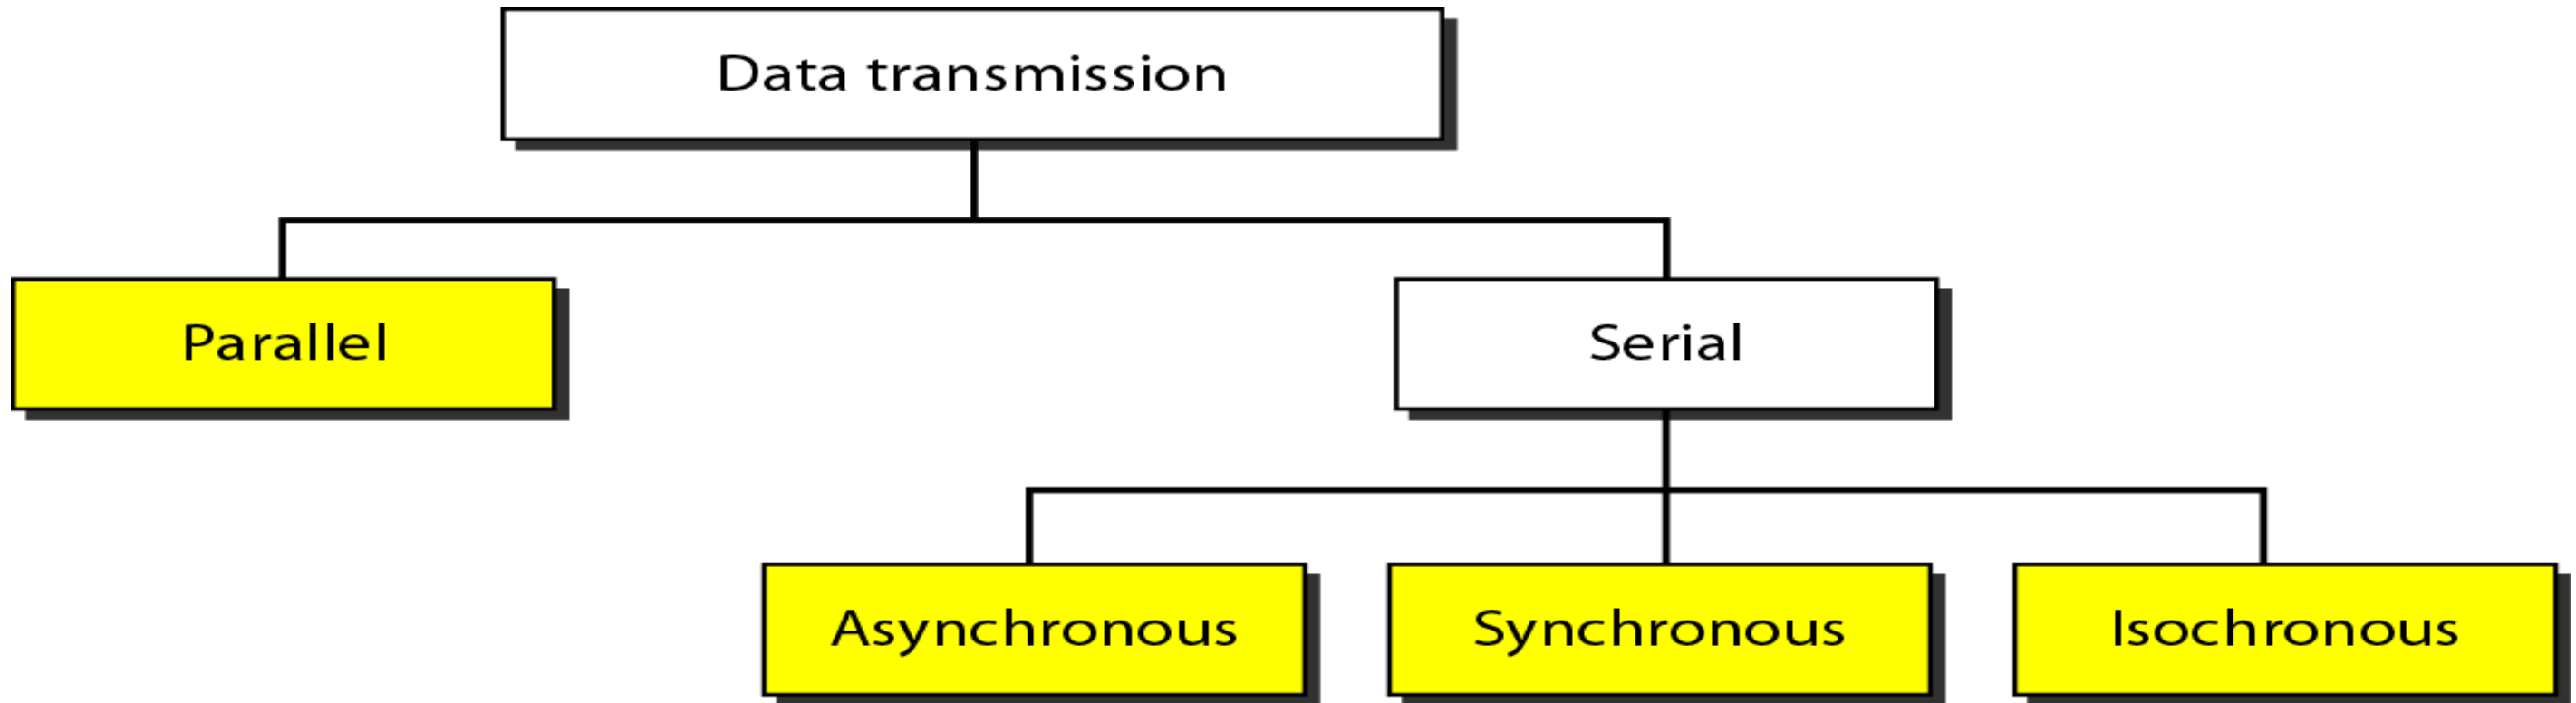 Data transmission
Parallel
Serial
Asynchronous
Synchronous
Isochronous